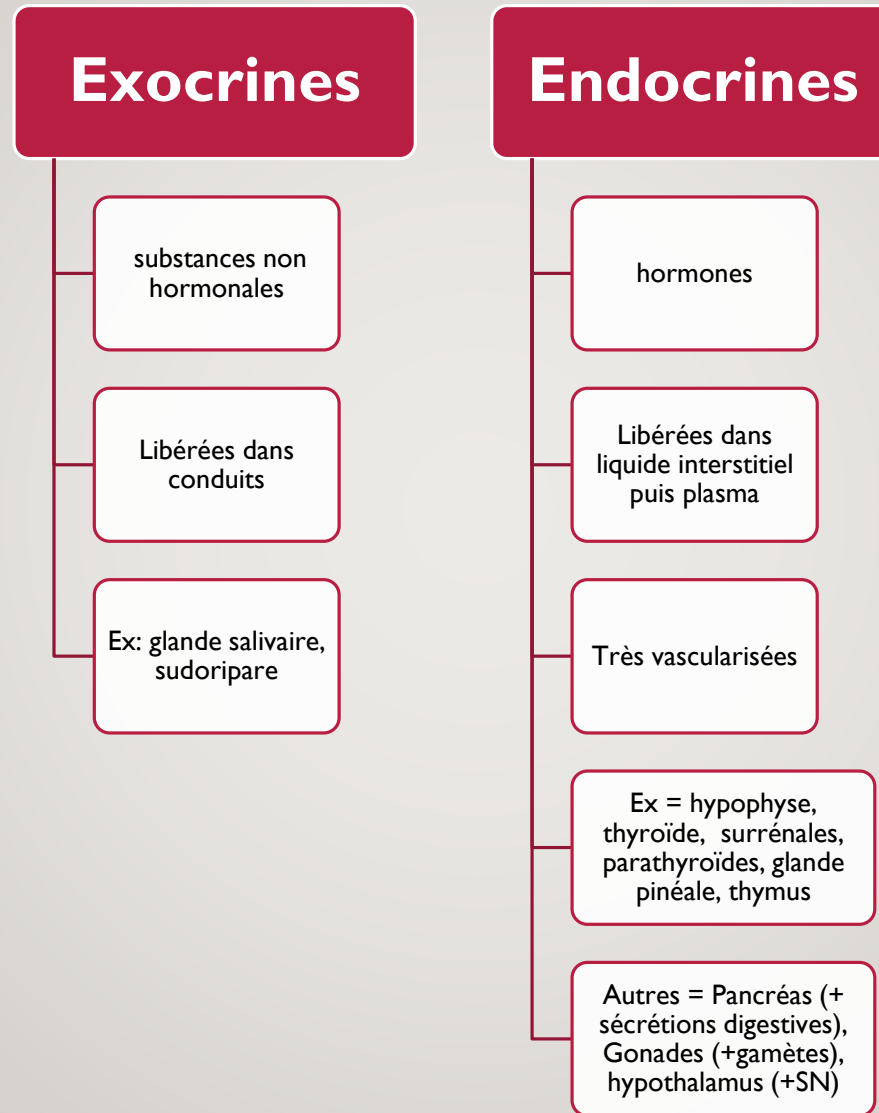 Exocrines
substances non
hormonales
Libérées dans
conduits
Ex: glande salivaire,
sudoripare
Endocrines
hormones
Libérées dans
liquide interstitiel
puis plasma
Très vascularisées
Ex = hypophyse,
thyroïde, surrénales,
parathyroïdes, glande
pinéale, thymus
Autres = Pancréas (+
sécrétions digestives),
Gonades (+gamètes),
hypothalamus (+SN)